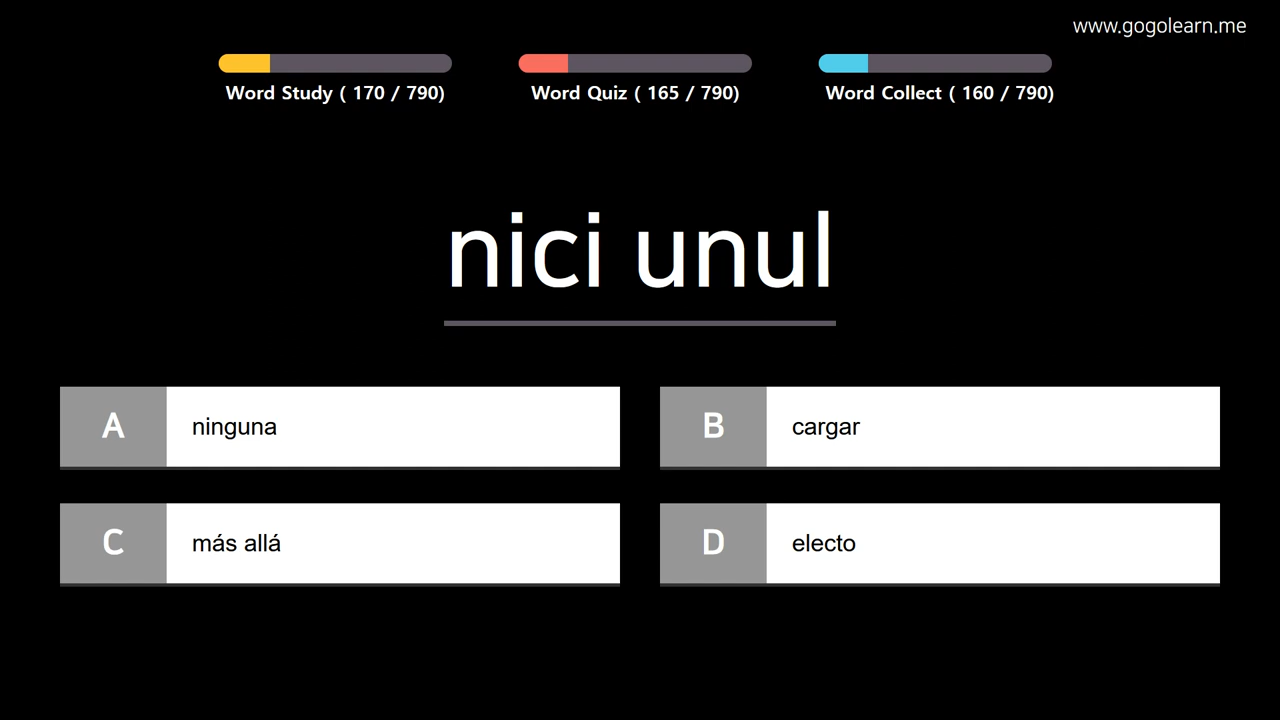 www.gogolearn.me
Word Study ( 170 / 790)
Word Quiz ( 165 / 790)
Word Collect ( 160 / 790)
nici unul
A ninguna
B cargar
C más allá
D electo